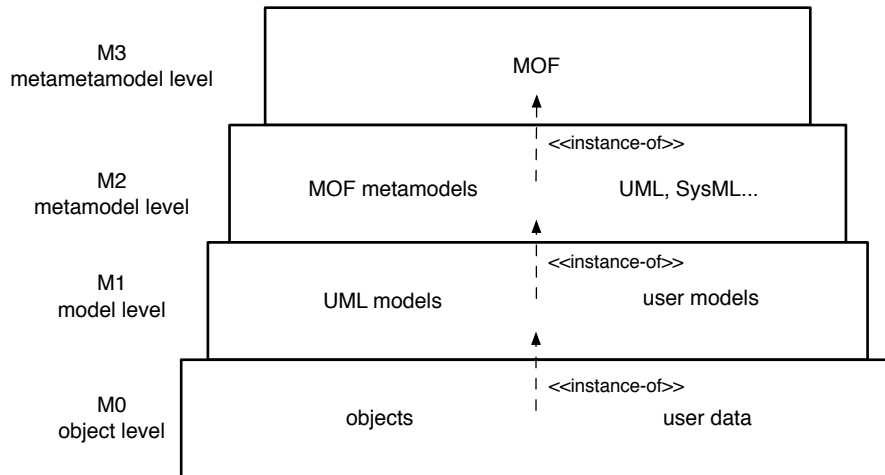 M3
metametamodel level
MOF
<<instance-of>>
M2
metamodel level
MOF metamodels
UML, SysML...
<<instance-of>>
M1
model level
UML models
user models
<<instance-of>>
M0
object level
objects
user data